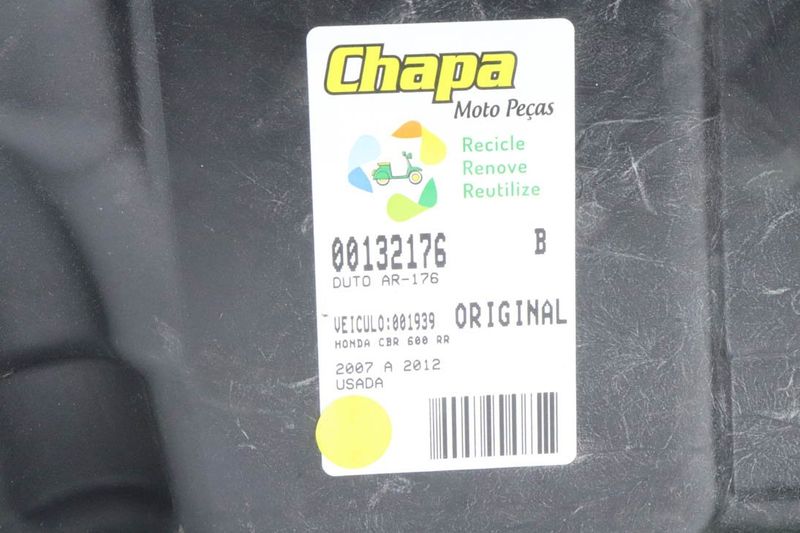 Chapa
Moto Peças
Recicle
Renove
Reutilize
00132176 B
DUTO AR-176
VEICULO:001939 ORIGINAL
HONDA CBR 600 RR
2007 A 2012
USADA